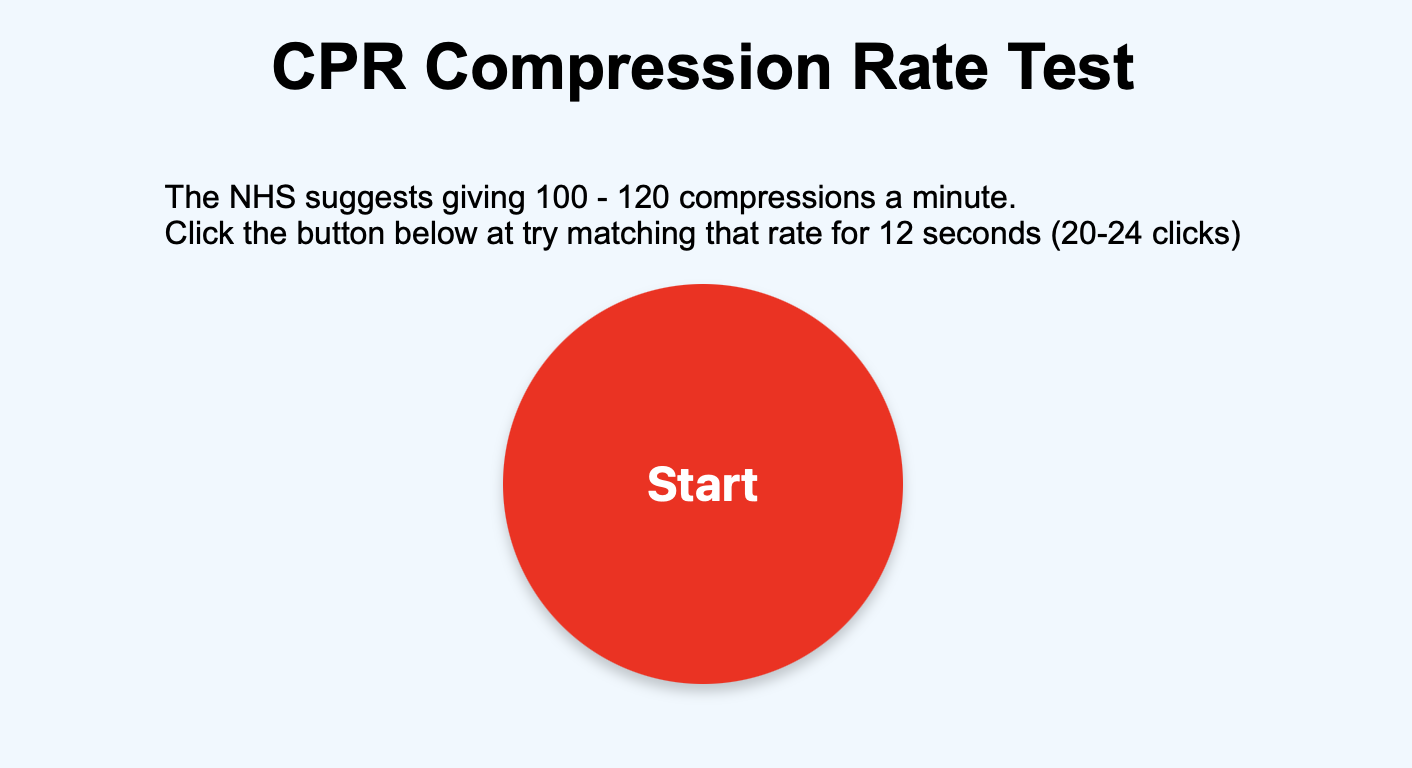 CPR Compression Rate Test
The NHS suggests giving 100 - 120 compressions a minute.
Click the button below at try matching that rate for 12 seconds (20-24 clicks)
Start